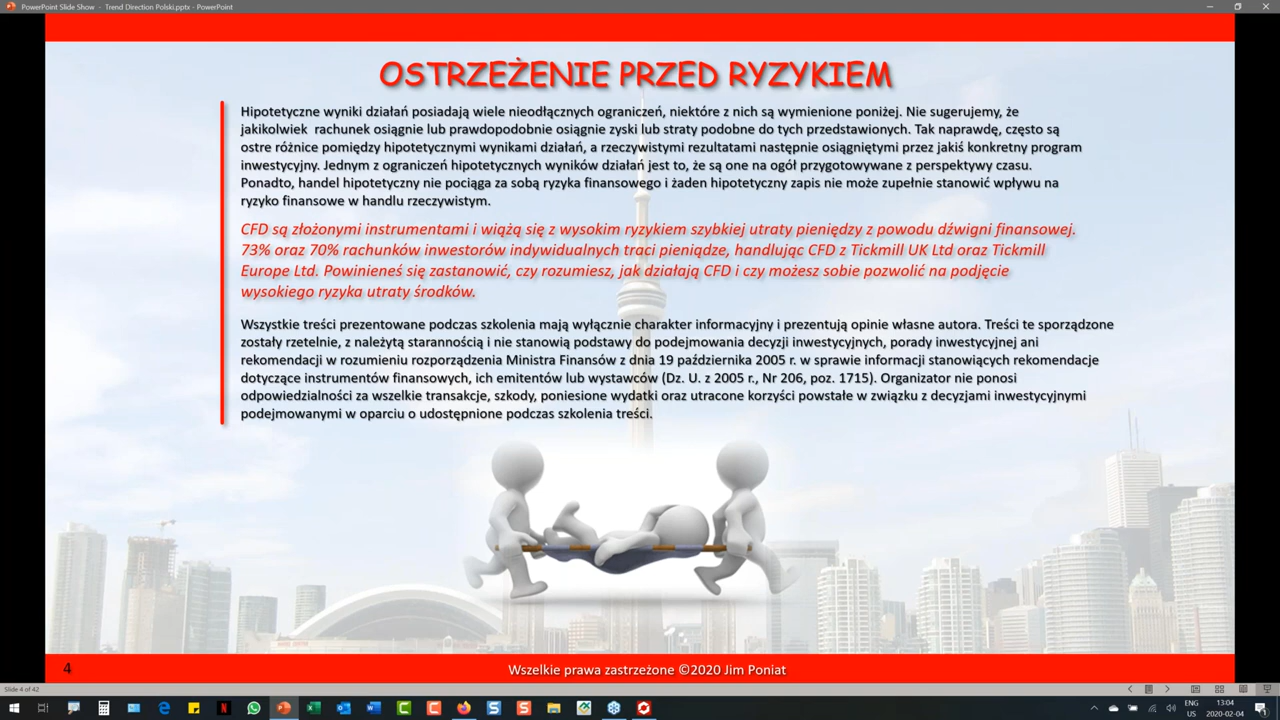 PowerPoint Slide Show - Trend Direction Polski.pptx - PowerPoint
OSTRZEŻENIE PRZED RYZYKIEM
Hipotetyczne wyniki działań posiadają wiele nieodłącznych ograniczeń, niektóre z nich są wymienione poniżej. Nie sugerujemy, że
jakikolwiek rachunek osiągnie lub prawdopodobnie osiągnie zyski lub straty podobne do tych przedstawionych. Tak naprawdę, często są
ostre różnice pomiędzy hipotetycznymi wynikami działań, a rzeczywistymi rezultatami następnie osiągniętymi przez jakiś konkretny program
inwestycyjny. Jednym z ograniczeń hipotetycznych wyników działań jest to, że są one na ogół przygotowywane z perspektywy czasu.
Ponadto, handel hipotetyczny nie pociąga za sobą ryzyka finansowego i żaden hipotetyczny zapis nie może zupełnie stanowić wpływu na
ryzyko finansowe w handlu rzeczywistym.
CFD są złożonymi instrumentami i wiążą się z wysokim ryzykiem szybkiej utraty pieniędzy z powodu dźwigni finansowej.
73% oraz 70% rachunków inwestorów indywidualnych traci pieniądze, handlując CFD z Tickmill UK Ltd oraz Tickmill
Europe Ltd. Powinieneś się zastanowić, czy rozumiesz, jak działają CFD i czy możesz sobie pozwolić na podjęcie
wysokiego ryzyka utraty środków.
Wszystkie treści prezentowane podczas szkolenia mają wyłącznie charakter informacyjny i prezentują opinie własne autora. Treści te sporządzone
zostały rzetelnie, z należytą starannością i nie stanowią podstawy do podejmowania decyzji inwestycyjnych, porady inwestycyjnej ani
rekomendacji w rozumieniu rozporządzenia Ministra Finansów z dnia 19 października 2005 r. w sprawie informacji stanowiących rekomendacje
dotyczące instrumentów finansowych, ich emitentów lub wystawców (Dz. U. z 2005 r., Nr 206, poz. 1715). Organizator nie ponosi
odpowiedzialności za wszelkie transakcje, szkody, poniesione wydatki oraz utracone korzyści powstałe w związku z decyzjami inwestycyjnymi
podejmowanymi w oparciu o udostępnione podczas szkolenia treści.
4
Wszelkie prawa zastrzeżone ©2020 Jim Poniat
Slide 4 of 42
ENG
US
13:04
2020-02-04